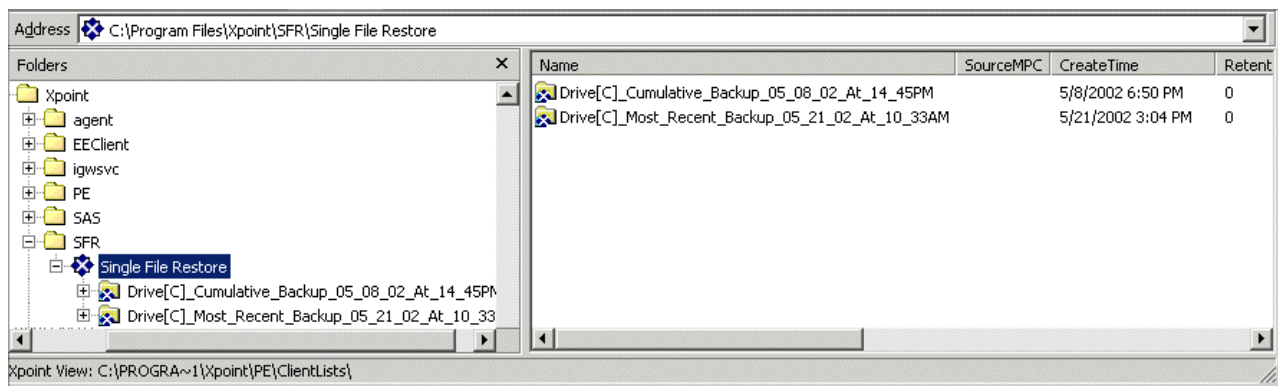 Address C:\Program Files\Xpoint\SFR\Single File Restore
Folders
Xpoint
agent
EEClient
igwsvc
PE
SAS
SFR
Single File Restore
Drive[C]_Cumulative_Backup_05_08_02_At_14_45PM
Drive[C]_Most_Recent_Backup_05_21_02_At_10_33
Name SourceMPC CreateTime Retent
Drive[C]_Cumulative_Backup_05_08_02_At_14_45PM 5/8/2002 6:50 PM 0
Drive[C]_Most_Recent_Backup_05_21_02_At_10_33AM 5/21/2002 3:04 PM 0
Xpoint View: C:\PROGRA~1\Xpoint\PE\ClientLists\